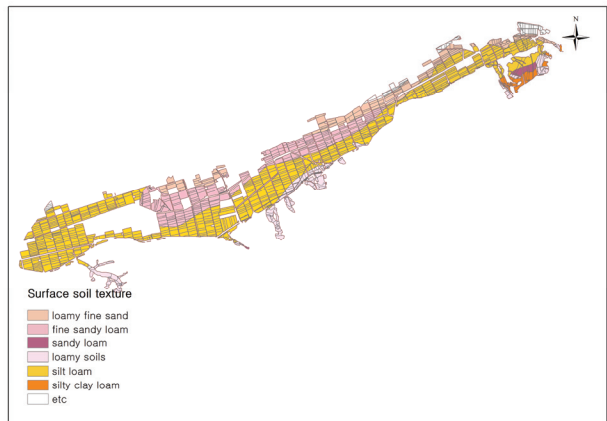 N
Surface soil texture
loamy fine sand
fine sandy loam
sandy loam
loamy soils
silt loam
silty clay loam
etc